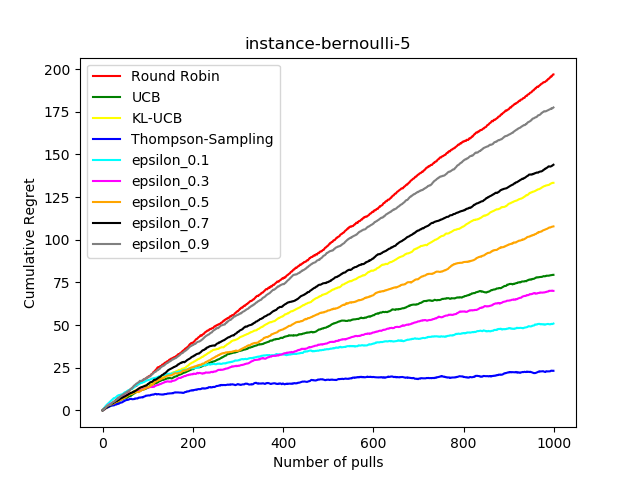 instance-bernoulli-5
Cumulative Regret
200
175
150
125
100
75
50
25
0
Round Robin
UCB
KL-UCB
Thompson-Sampling
epsilon_0.1
epsilon_0.3
epsilon_0.5
epsilon_0.7
epsilon_0.9
0 200 400 600 800 1000
Number of pulls